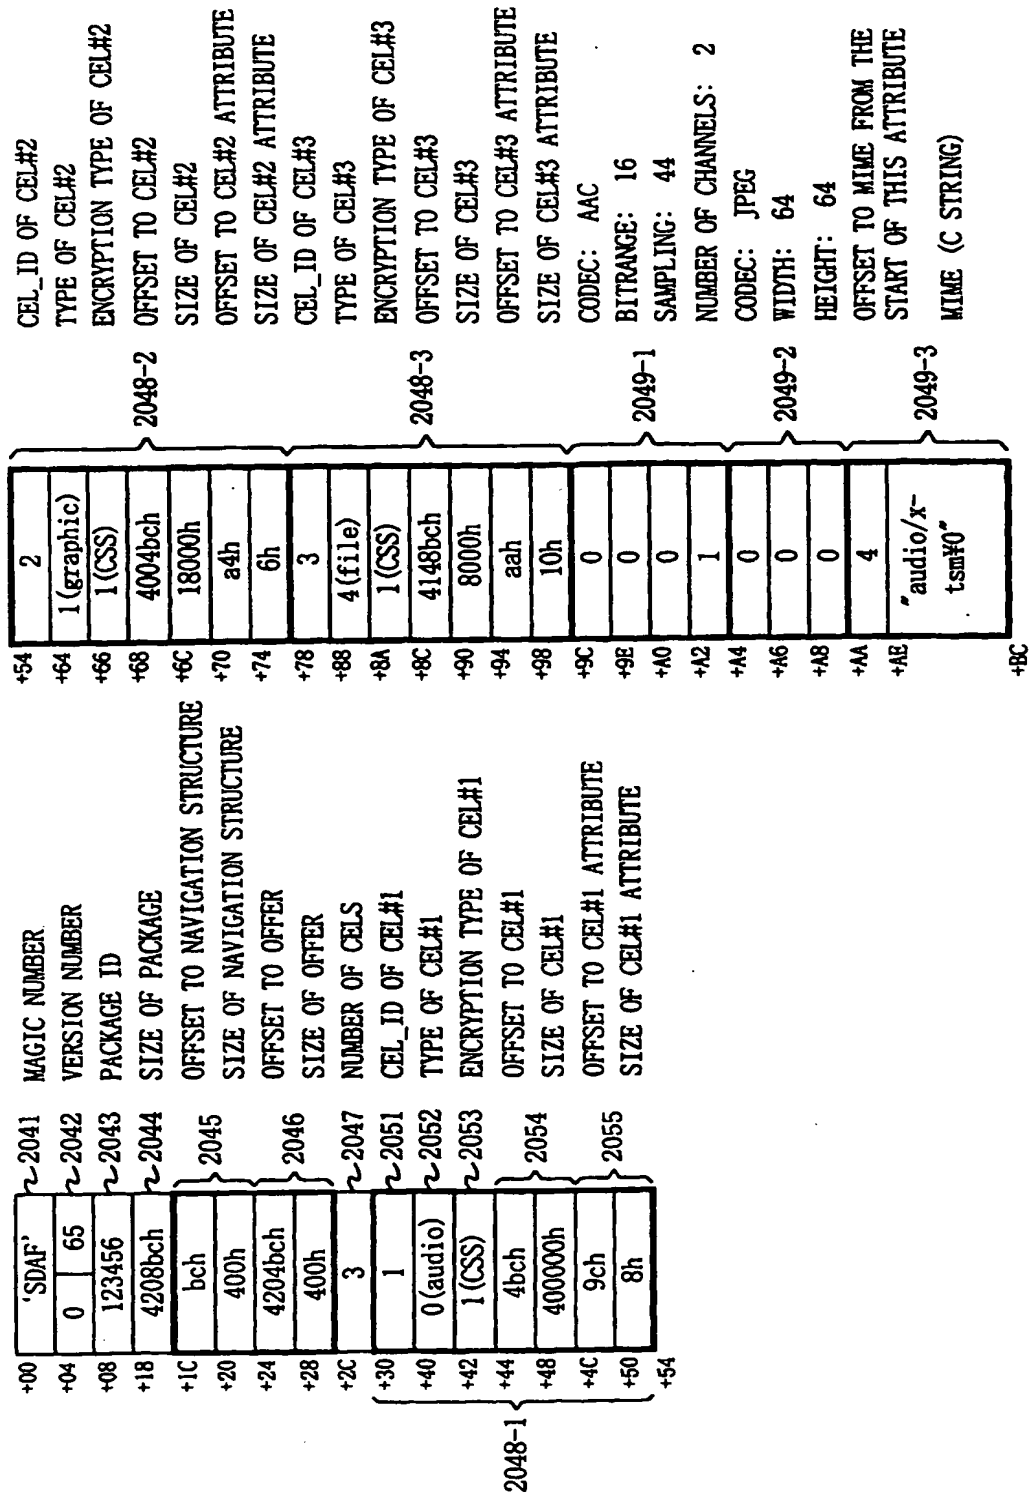 +00 'SDAF' 2041 MAGIC NUMBER
+04 0 65 2042 VERSION NUMBER
+08 123456 2043 PACKAGE ID
+18 4208bch 2044 SIZE OF PACKAGE
+1C bch 2045 OFFSET TO NAVIGATION STRUCTURE
+20 400h SIZE OF NAVIGATION STRUCTURE
+24 4204bch 2046 OFFSET TO OFFER
+28 400h SIZE OF OFFER
+2C 3 2047 NUMBER OF CELS
2048-1
+30 1 2051 CEL_ID OF CEL#1
+40 0(audio) 2052 TYPE OF CEL#1
+42 1(CSS) 2053 ENCRYPTION TYPE OF CEL#1
+44 4bch 2054 OFFSET TO CEL#1
+48 400000h SIZE OF CEL#1
+4C 9ch 2055 OFFSET TO CEL#1 ATTRIBUTE
+50 8h SIZE OF CEL#1 ATTRIBUTE
+54
+54 2 2048-2 CEL_ID OF CEL#2
+64 1(graphic) TYPE OF CEL#2
+66 1(CSS) ENCRYPTION TYPE OF CEL#2
+68 4004bch OFFSET TO CEL#2
+6C 18000h SIZE OF CEL#2
+70 a4h OFFSET TO CEL#2 ATTRIBUTE
+74 6h SIZE OF CEL#2 ATTRIBUTE
+78 3 2048-3 CEL_ID OF CEL#3
+88 4(file) TYPE OF CEL#3
+8A 1(CSS) ENCRYPTION TYPE OF CEL#3
+8C 4148bch OFFSET TO CEL#3
+90 8000h SIZE OF CEL#3
+94 aah OFFSET TO CEL#3 ATTRIBUTE
+98 10h SIZE OF CEL#3 ATTRIBUTE
+9C 0 2049-1 CODEC: AAC
+9E 0 BITRANGE: 16
+A0 0 SAMPLING: 44
+A2 1 NUMBER OF CHANNELS: 2
+A4 0 2049-2 CODEC: JPEG
+A6 0 WIDTH: 64
+A8 0 HEIGHT: 64
+AA 4 2049-3 OFFSET TO MIME FROM THE
START OF THIS ATTRIBUTE
+AE "audio/x-
tsm¥0" MIME (C STRING)
+BC